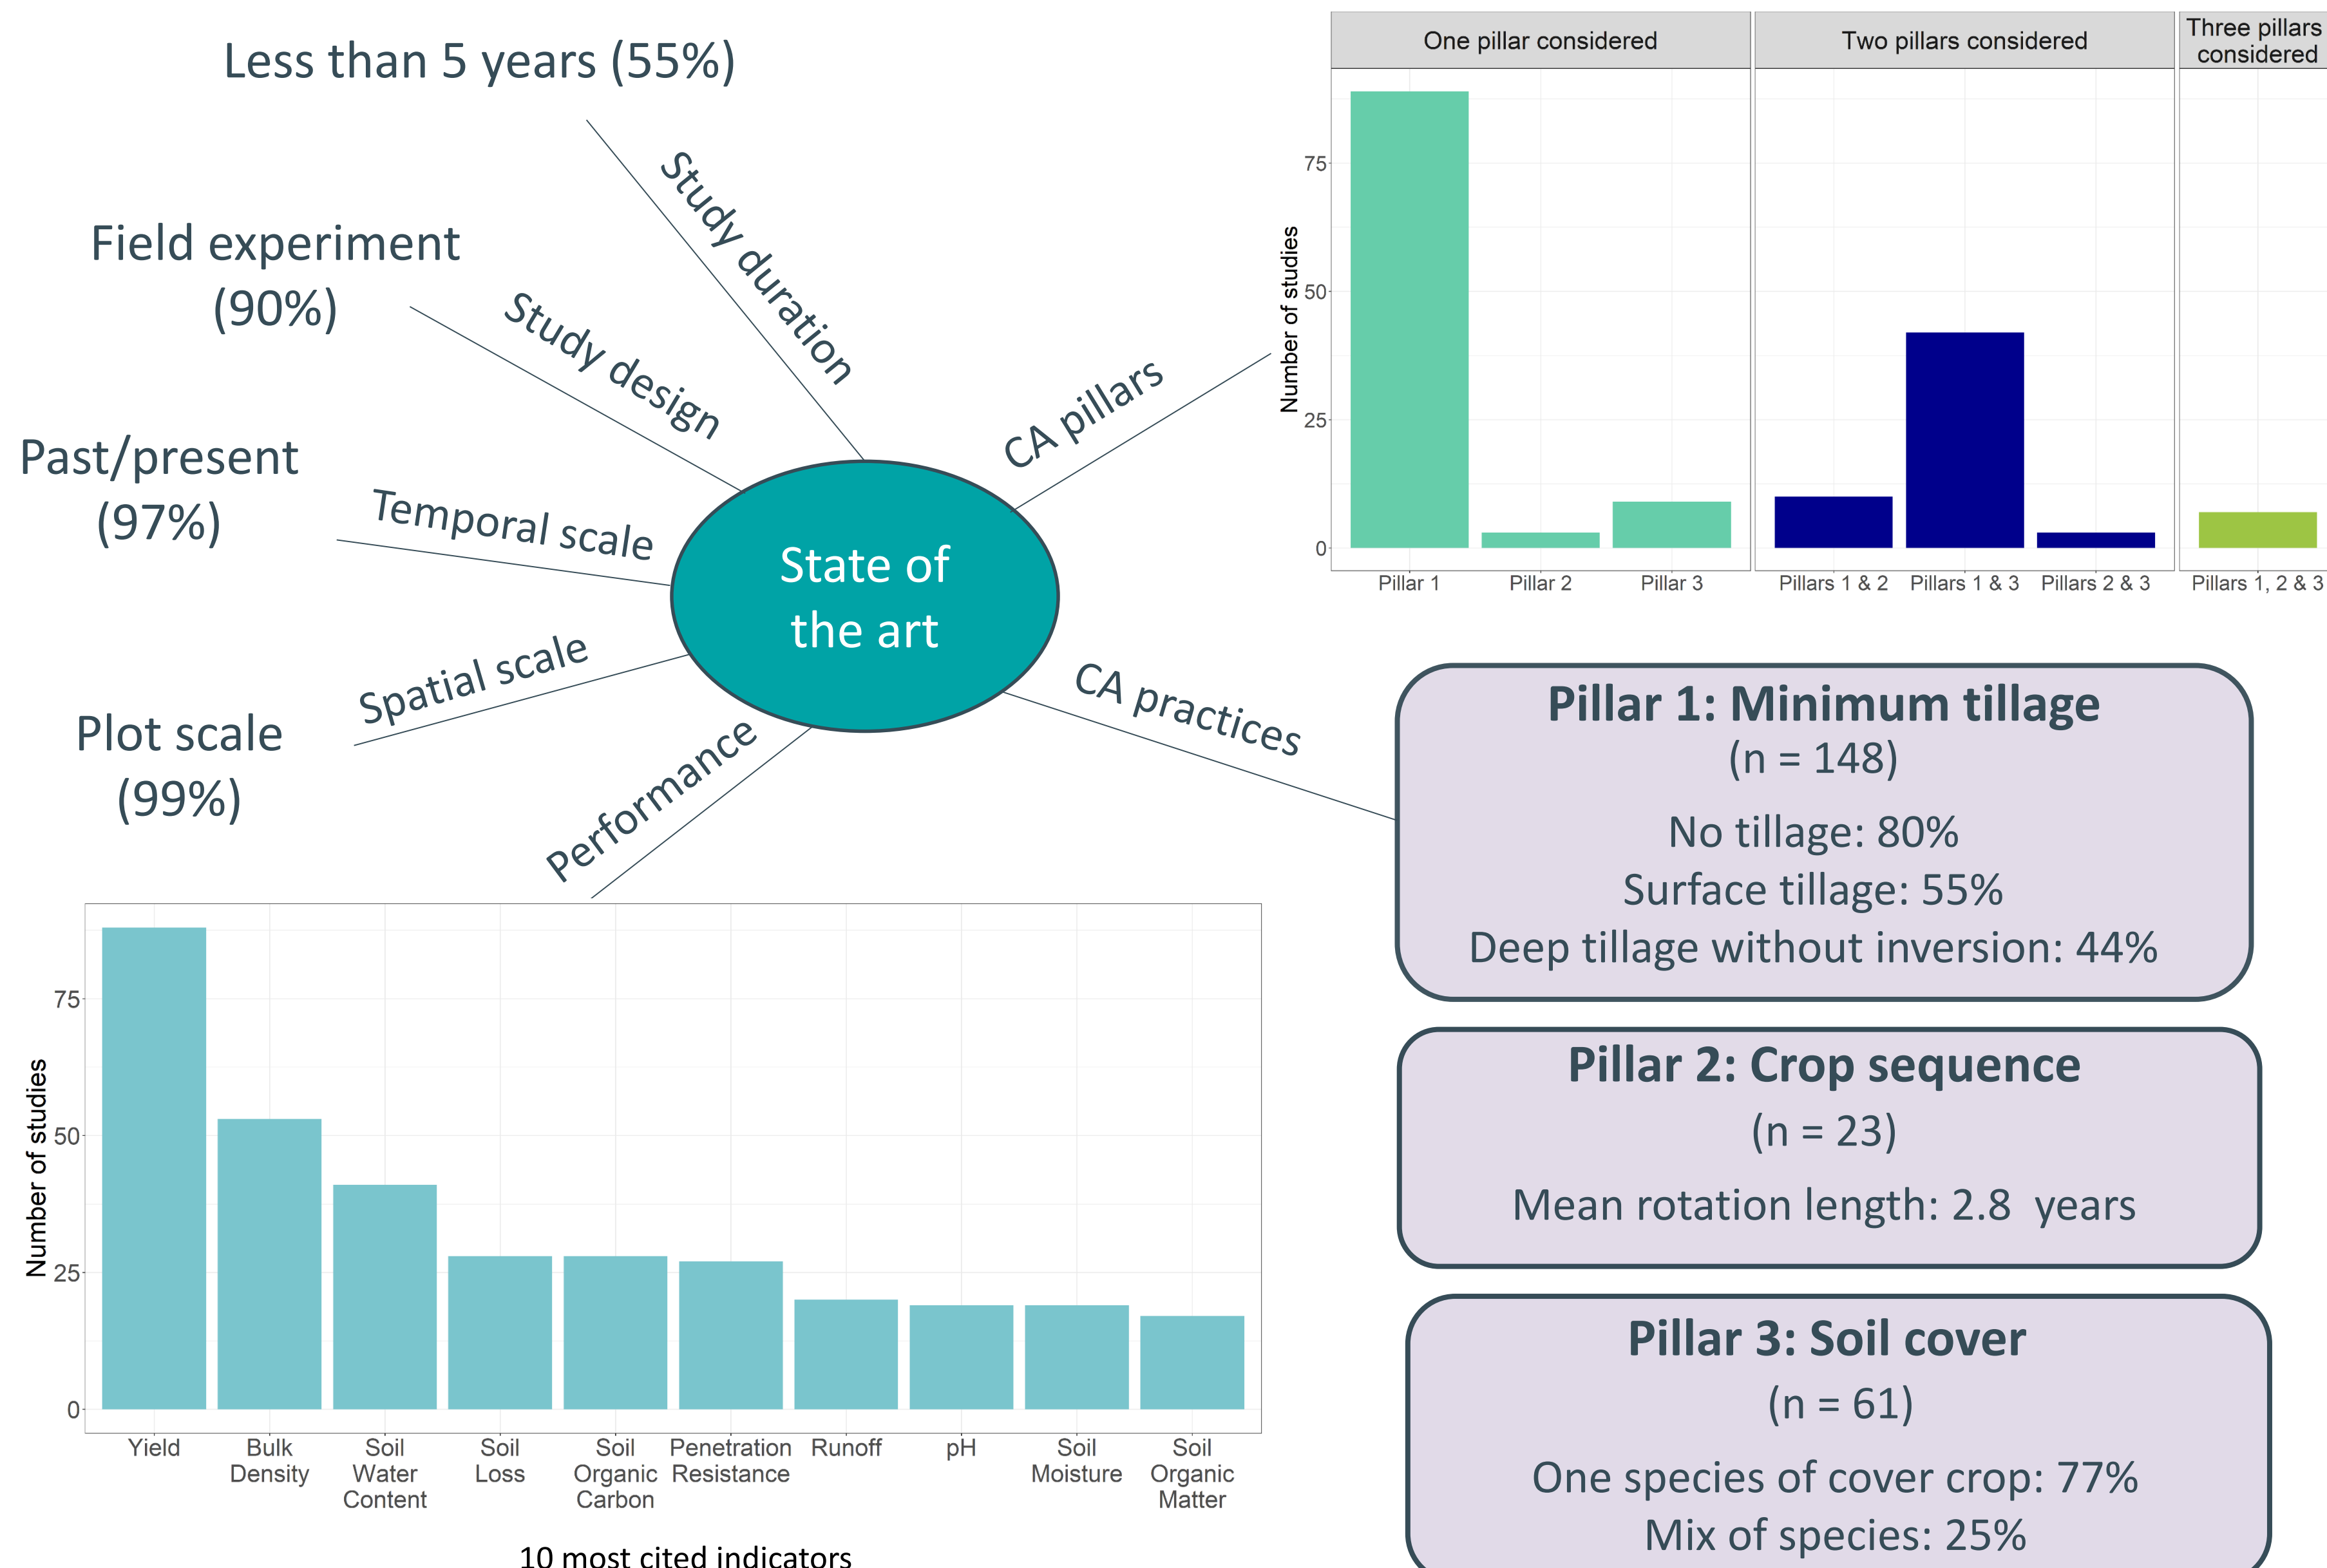 Less than 5 years (55%)
Study duration
Field experiment
(90%)
Study design
Past/present
(97%)
Temporal scale
Plot scale
(99%)
Spatial scale
State of
the art
CA pillars
CA practices
Performance
One pillar considered
Two pillars considered
Three pillars
considered
Number of studies
75
50
25
0
Pillar 1
Pillar 2
Pillar 3
Pillars 1 & 2
Pillars 1 & 3
Pillars 2 & 3
Pillars 1, 2 & 3
Pillar 1: Minimum tillage
(n = 148)
No tillage: 80%
Surface tillage: 55%
Deep tillage without inversion: 44%
Pillar 2: Crop sequence
(n = 23)
Mean rotation length: 2.8 years
Pillar 3: Soil cover
(n = 61)
One species of cover crop: 77%
Mix of species: 25%
Number of studies
75
50
25
0
Yield
Bulk
Density
Soil
Water
Content
Soil
Loss
Soil
Organic
Carbon
Penetration
Resistance
Runoff
pH
Soil
Moisture
Soil
Organic
Matter
10 most cited indicators